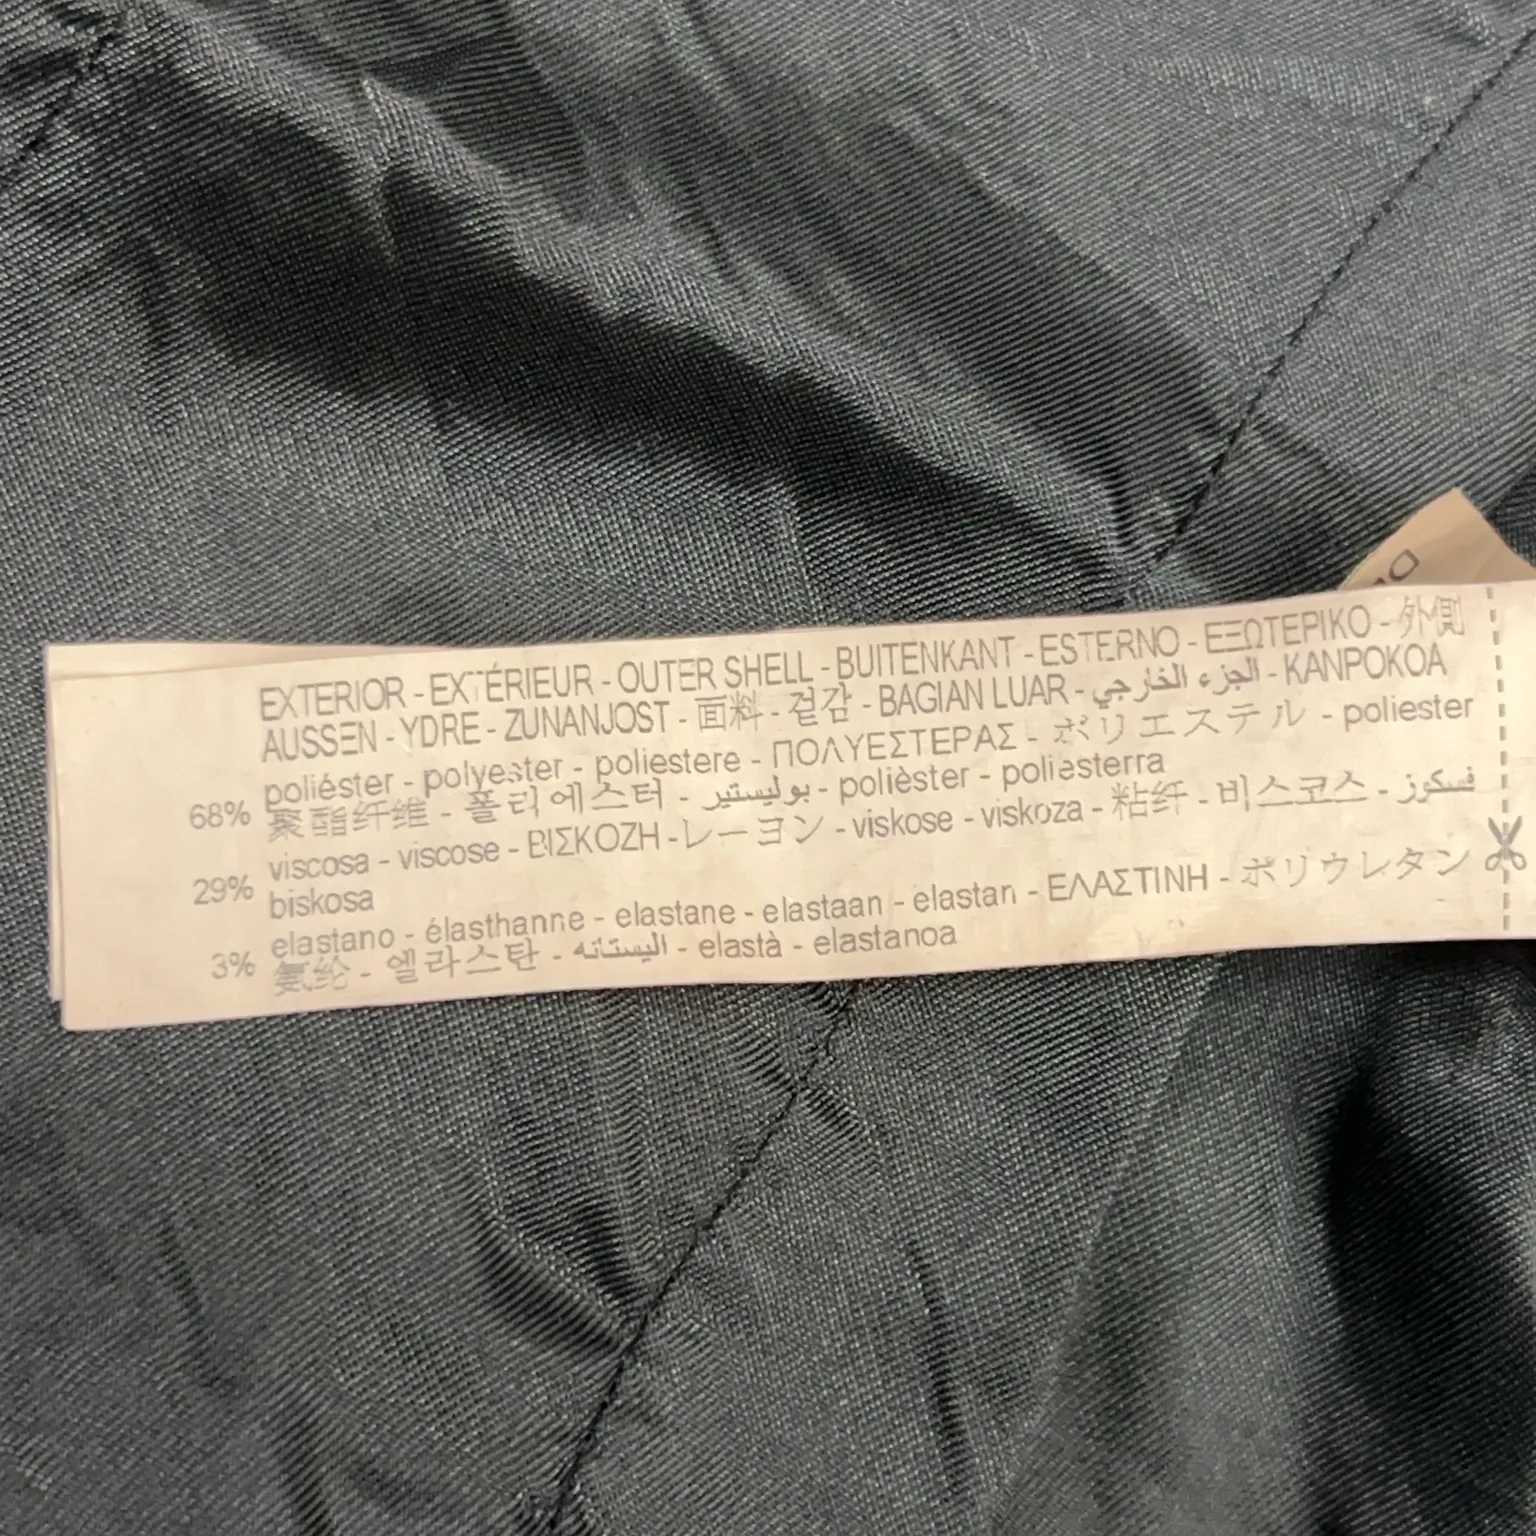 EXTERIOR - EXTÉRIEUR - OUTER SHELL - BUITENKANT - ESTERNO - ΕΞΩΤΕΡΙΚΟ - 外側
AUSSEN - YDRE - ZUNANJOST - 面料 - 겉감 - BAGIAN LUAR - الجزء الخارجي - KANPOKOA
68% poliéster - polyester - poliestere - ΠΟΛΥΕΣΤΕΡΑΣ - ポリエステル - poliester
聚酯纤维 - 폴리에스터 - بوليستير - polièster - poliesterra
29% viscosa - viscose - ΒΙΣΚΟΖΗ - レーヨン - viskose - viskoza - 粘纤 - 비스코스 - فسكوز
biskosa
3% elastano - élasthanne - elastane - elastaan - elastan - ΕΛΑΣΤΙΝΗ - ポリウレタン
氨纶 - 엘라스탄 - اليستانه - elastà - elastanoa